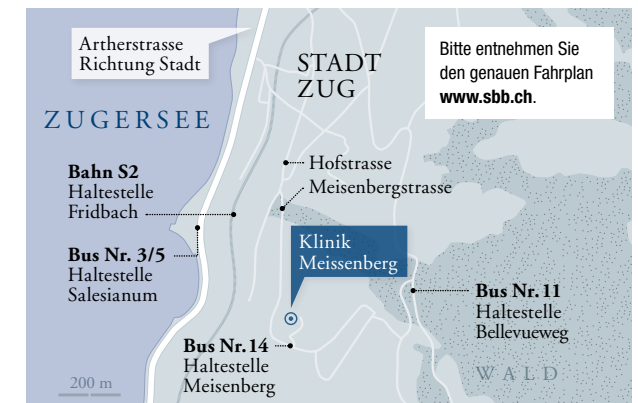 Artherstrasse
Richtung Stadt
STADT
ZUG
Bitte entnehmen Sie
den genauen Fahrplan
www.sbb.ch.
ZUGERSEE
Bahn S2
Haltestelle
Fridbach
Hofstrasse
Meisenbergstrasse
Bus Nr. 3/5
Haltestelle
Salesianum
Klinik
Meissenberg
Bus Nr. 11
Haltestelle
Bellevueweg
Bus Nr. 14
Haltestelle
Meisenberg
WALD
200 m